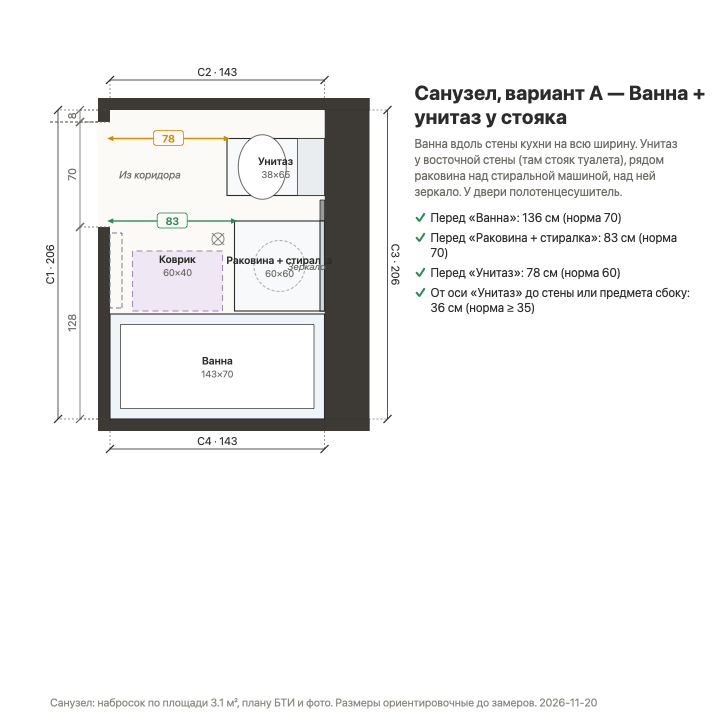 C2 · 143
Санузел, вариант A — Ванна +
унитаз у стояка
Ванна вдоль стены кухни на всю ширину. Унитаз
у восточной стены (там стояк туалета), рядом
раковина над стиральной машиной, над ней
зеркало. У двери полотенцесушитель.
Перед «Ванна»: 136 см (норма 70)
Перед «Раковина + стиралка»: 83 см (норма
70)
Перед «Унитаз»: 78 см (норма 60)
От оси «Унитаз» до стены или предмета сбоку:
36 см (норма ≥ 35)
8
78
Унитаз
38×65
70
Из коридора
83
C1 · 206
C3 · 206
Коврик
60×40
Раковина + стиралка
60×60
Зеркало
128
Ванна
143×70
C4 · 143
Санузел: набросок по площади 3.1 м², плану БТИ и фото. Размеры ориентировочные до замеров. 2026-11-20